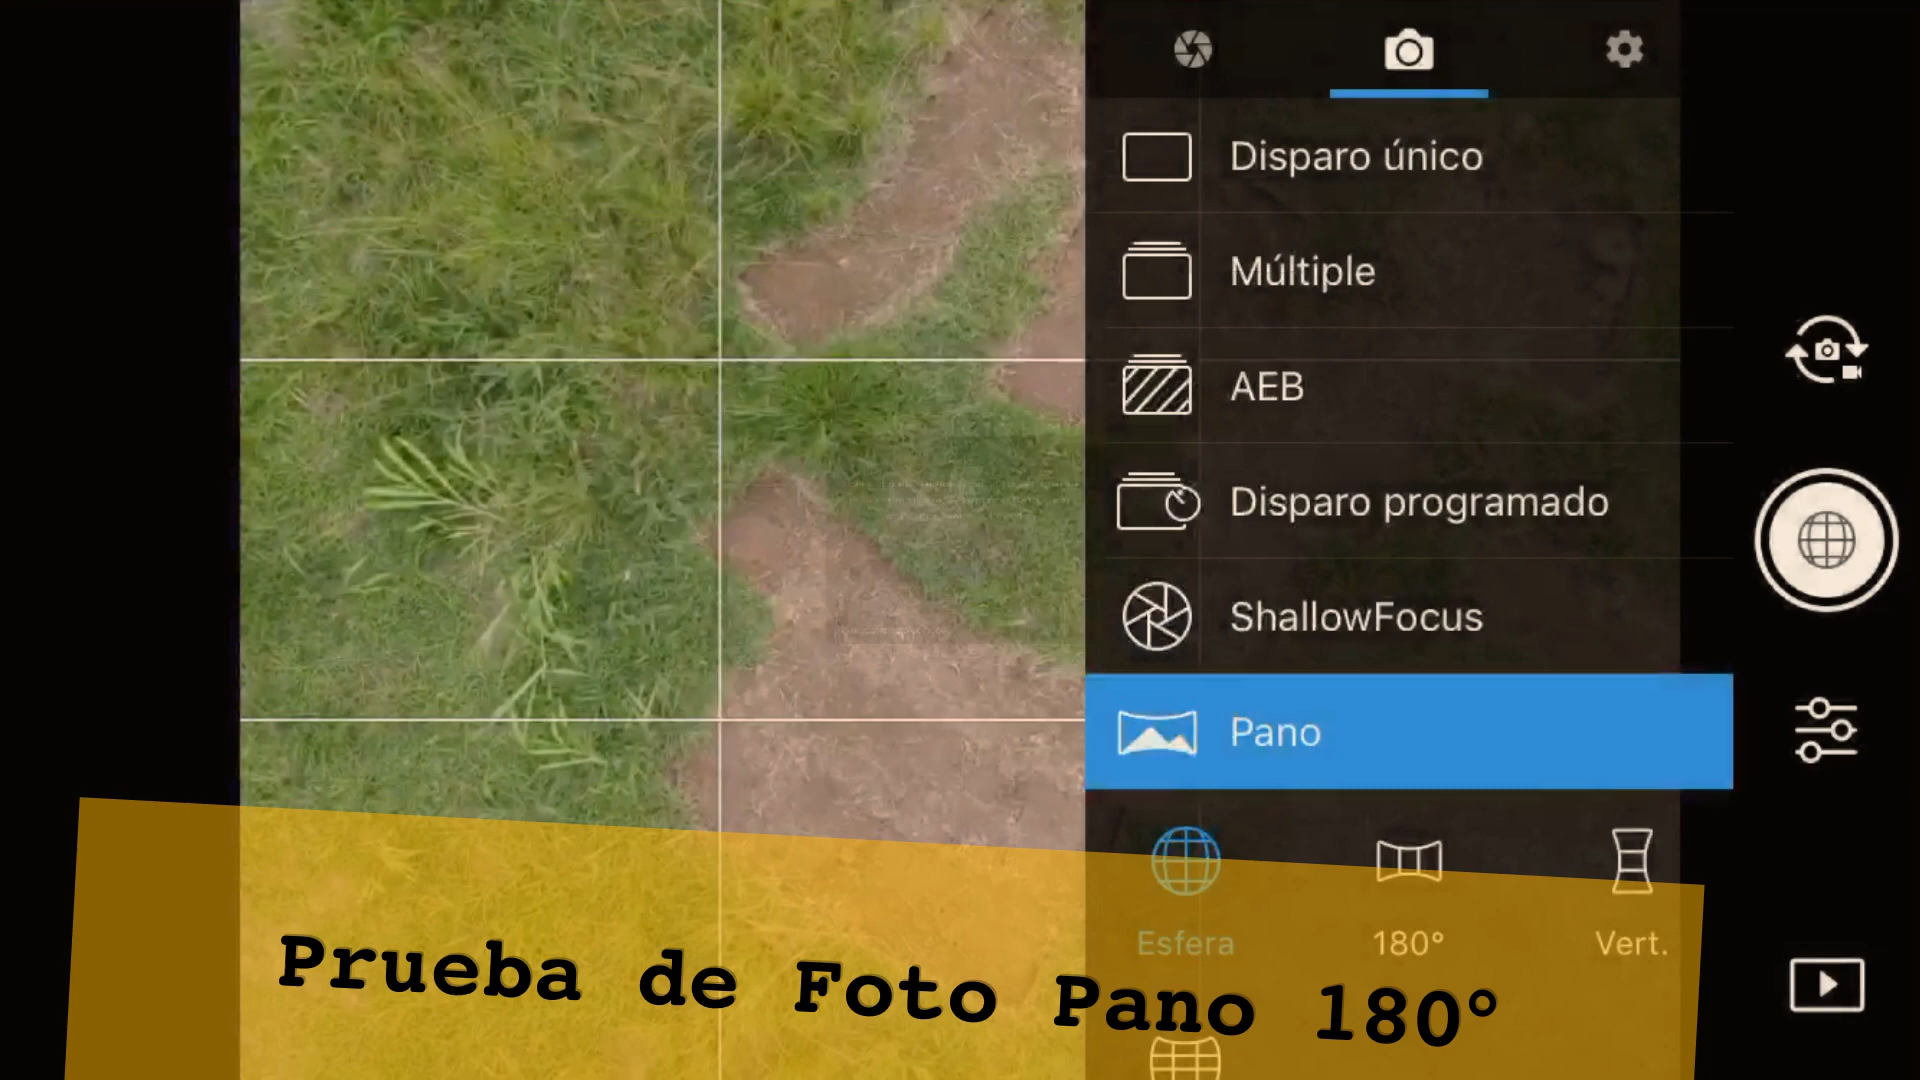 Disparo único
Múltiple
AEB
Disparo programado
ShallowFocus
Pano
Esfera
180°
Vert.
Prueba de Foto Pano 180°